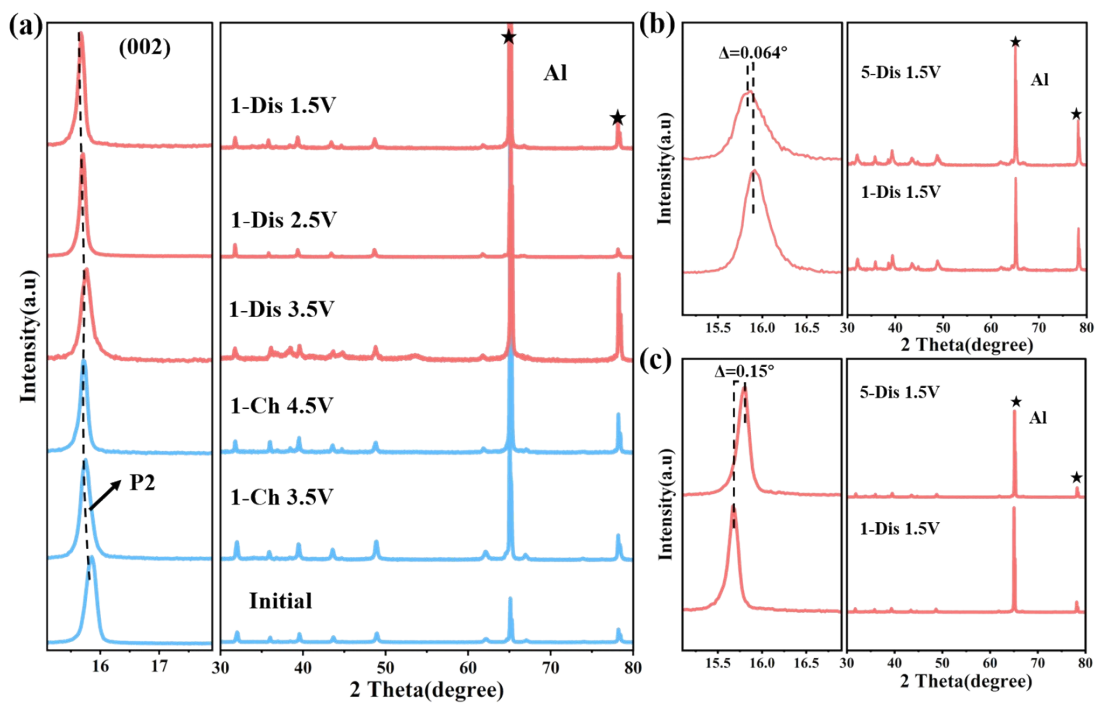 (a)
(002)
★
Al
★
1-Dis 1.5V
1-Dis 2.5V
1-Dis 3.5V
1-Ch 4.5V
1-Ch 3.5V
P2
Initial
Intensity(a.u)
16 17
30 40 50 60 70 80
2 Theta(degree)
(b)
Δ=0.064°
5-Dis 1.5V
★
Al
★
1-Dis 1.5V
Intensity(a.u)
15.5 16.0 16.5
30 40 50 60 70 80
2 Theta(degree)
(c)
Δ=0.15°
5-Dis 1.5V
★
Al
★
1-Dis 1.5V
Intensity(a.u)
15.5 16.0 16.5
30 40 50 60 70 80
2 Theta(degree)